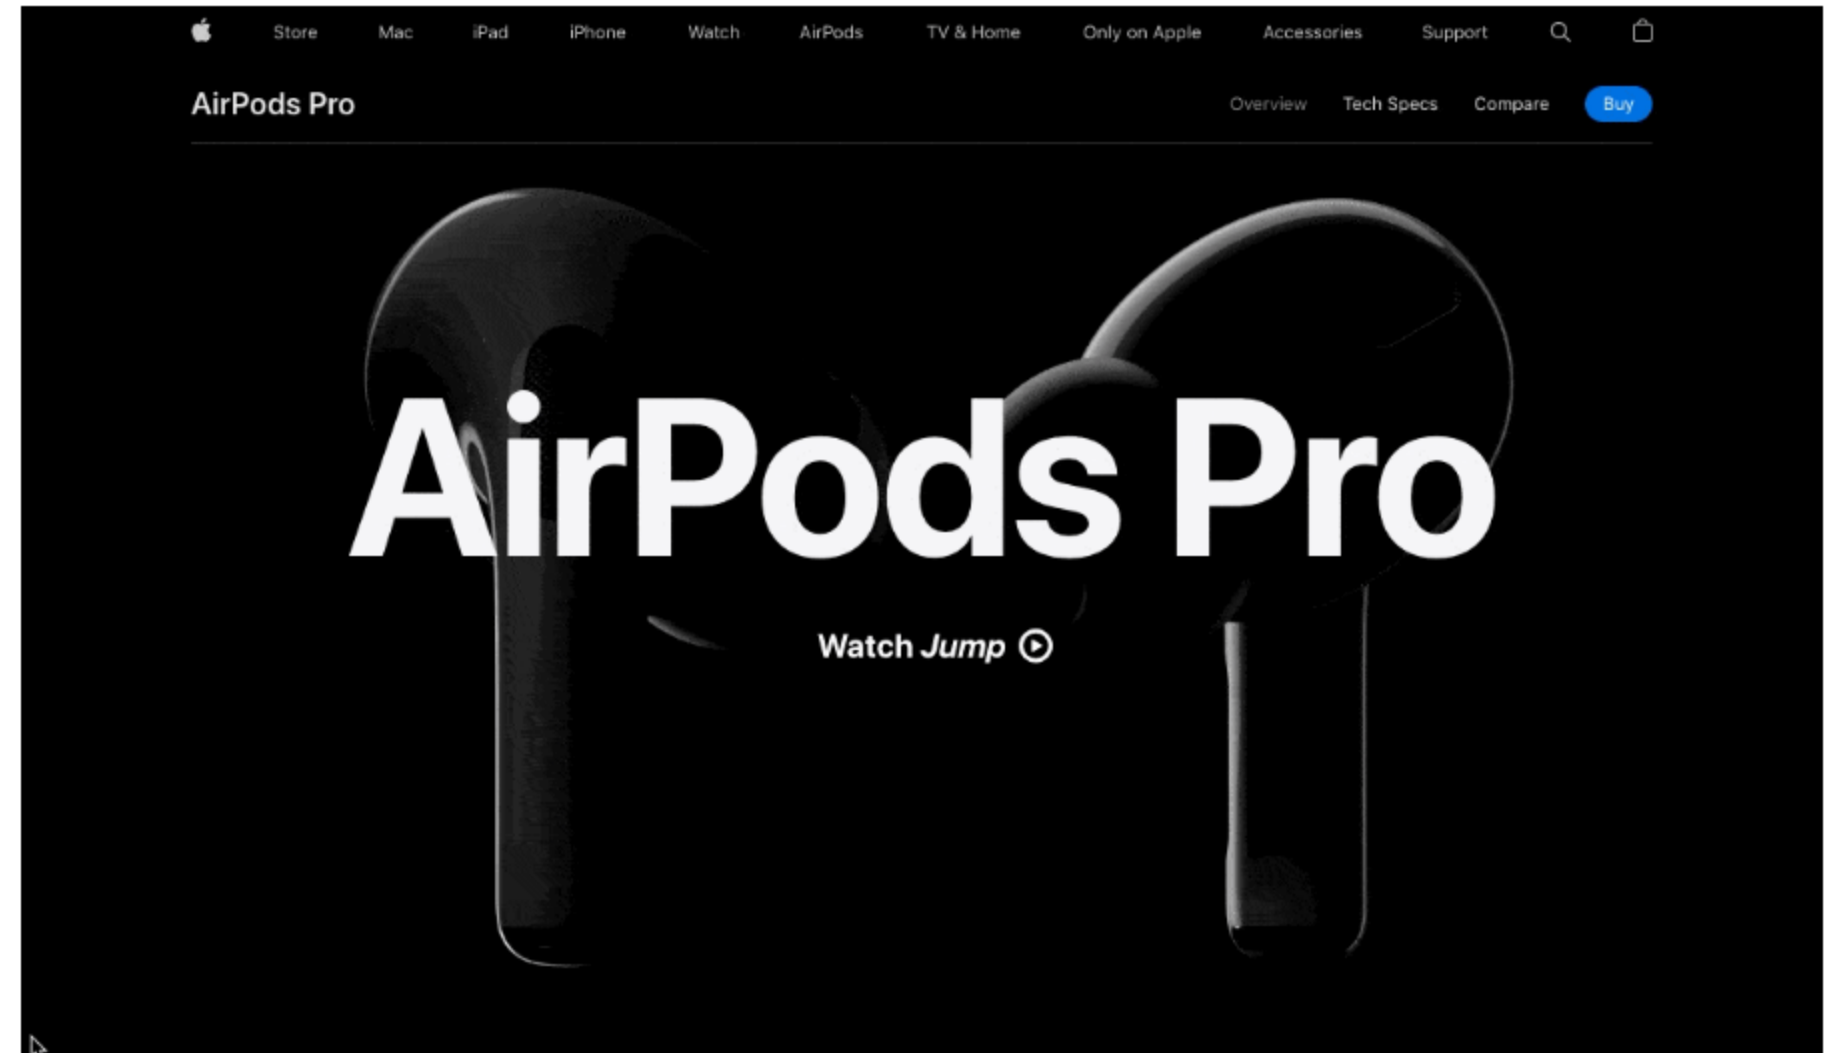 Store Mac iPad iPhone Watch AirPods TV & Home Only on Apple Accessories Support
AirPods Pro Overview Tech Specs Compare Buy
AirPods Pro
Watch Jump